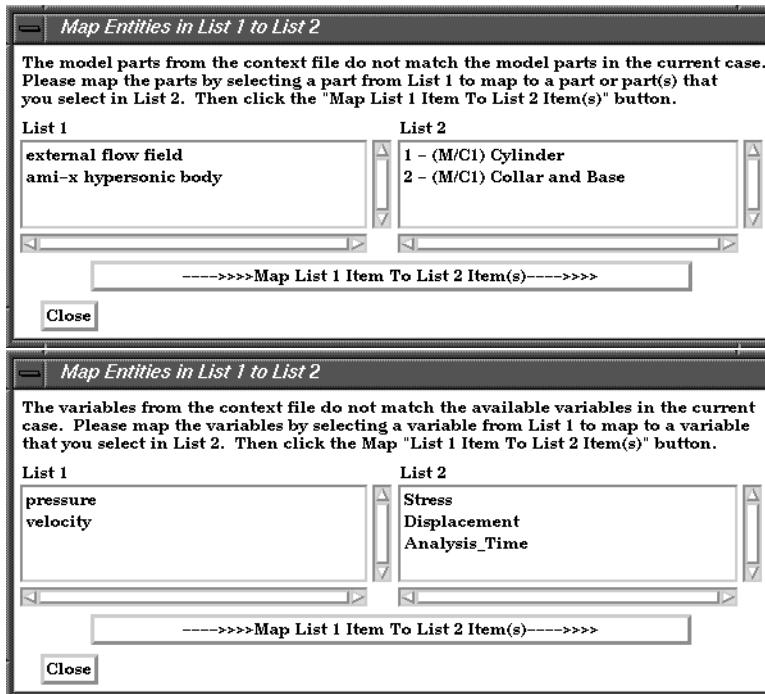 Map Entities in List 1 to List 2
The model parts from the context file do not match the model parts in the current case.
Please map the parts by selecting a part from List 1 to map to a part or part(s) that
you select in List 2.  Then click the "Map List 1 Item To List 2 Item(s)" button.
List 1
external flow field
ami-x hypersonic body
List 2
1 - (M/C1) Cylinder
2 - (M/C1) Collar and Base
---->>>>Map List 1 Item To List 2 Item(s)---->>>>
Close
Map Entities in List 1 to List 2
The variables from the context file do not match the available variables in the current
case.  Please map the variables by selecting a variable from List 1 to map to a variable
that you select in List 2.  Then click the Map "List 1 Item To List 2 Item(s)" button.
List 1
pressure
velocity
List 2
Stress
Displacement
Analysis_Time
---->>>>Map List 1 Item To List 2 Item(s)---->>>>
Close